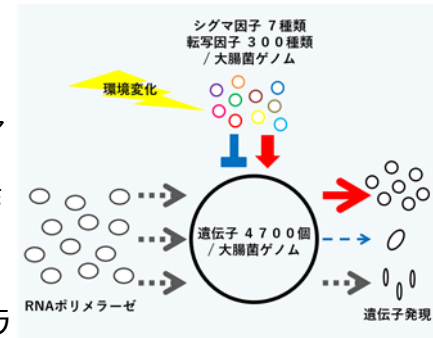 シグマ因子 7種類
転写因子 300種類
/ 大腸菌ゲノム
環境変化
遺伝子 4700個
/ 大腸菌ゲノム
RNAポリメラーゼ
遺伝子発現
ラ